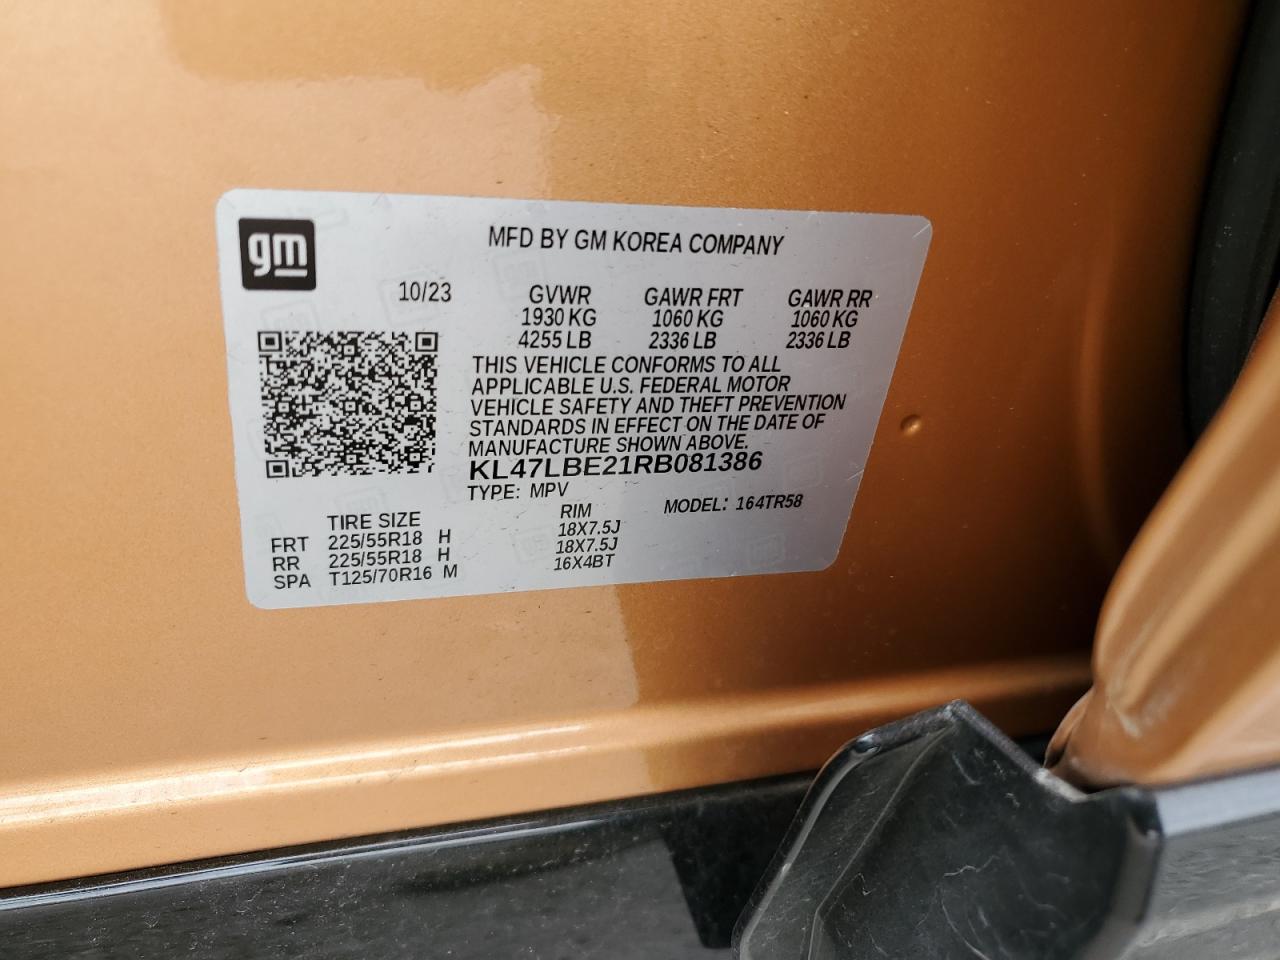 gm
MFD BY GM KOREA COMPANY
10/23 GVWR GAWR FRT GAWR RR
1930 KG 1060 KG 1060 KG
4255 LB 2336 LB 2336 LB
THIS VEHICLE CONFORMS TO ALL
APPLICABLE U.S. FEDERAL MOTOR
VEHICLE SAFETY AND THEFT PREVENTION
STANDARDS IN EFFECT ON THE DATE OF
MANUFACTURE SHOWN ABOVE.
KL47LBE21RB081386
TYPE: MPV MODEL: 164TR58
TIRE SIZE RIM
FRT 225/55R18 H 18X7.5J
RR 225/55R18 H 18X7.5J
SPA T125/70R16 M 16X4BT